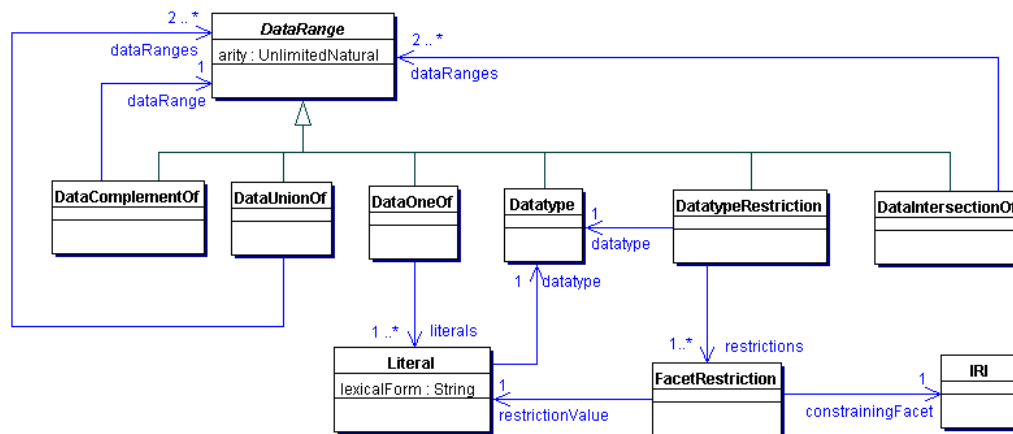 2 ..*
DataRange
dataRanges
arity : UnlimitedNatural
2 ..*
1
dataRanges
dataRange
DataComplementOf
DataUnionOf
DataOneOf
Datatype
DatatypeRestriction
DataIntersectionOf
1
datatype
1
datatype
1 ..*
literals
1..*
restrictions
Literal
lexicalForm : String
1
restrictionValue
FacetRestriction
1
constrainingFacet
IRI